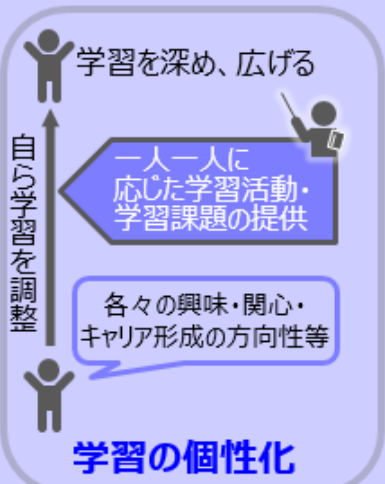 学習を深め、広げる
自ら学習を調整
一人一人に
応じた学習活動・
学習課題の提供
各々の興味・関心・
キャリア形成の方向性等
学習の個性化